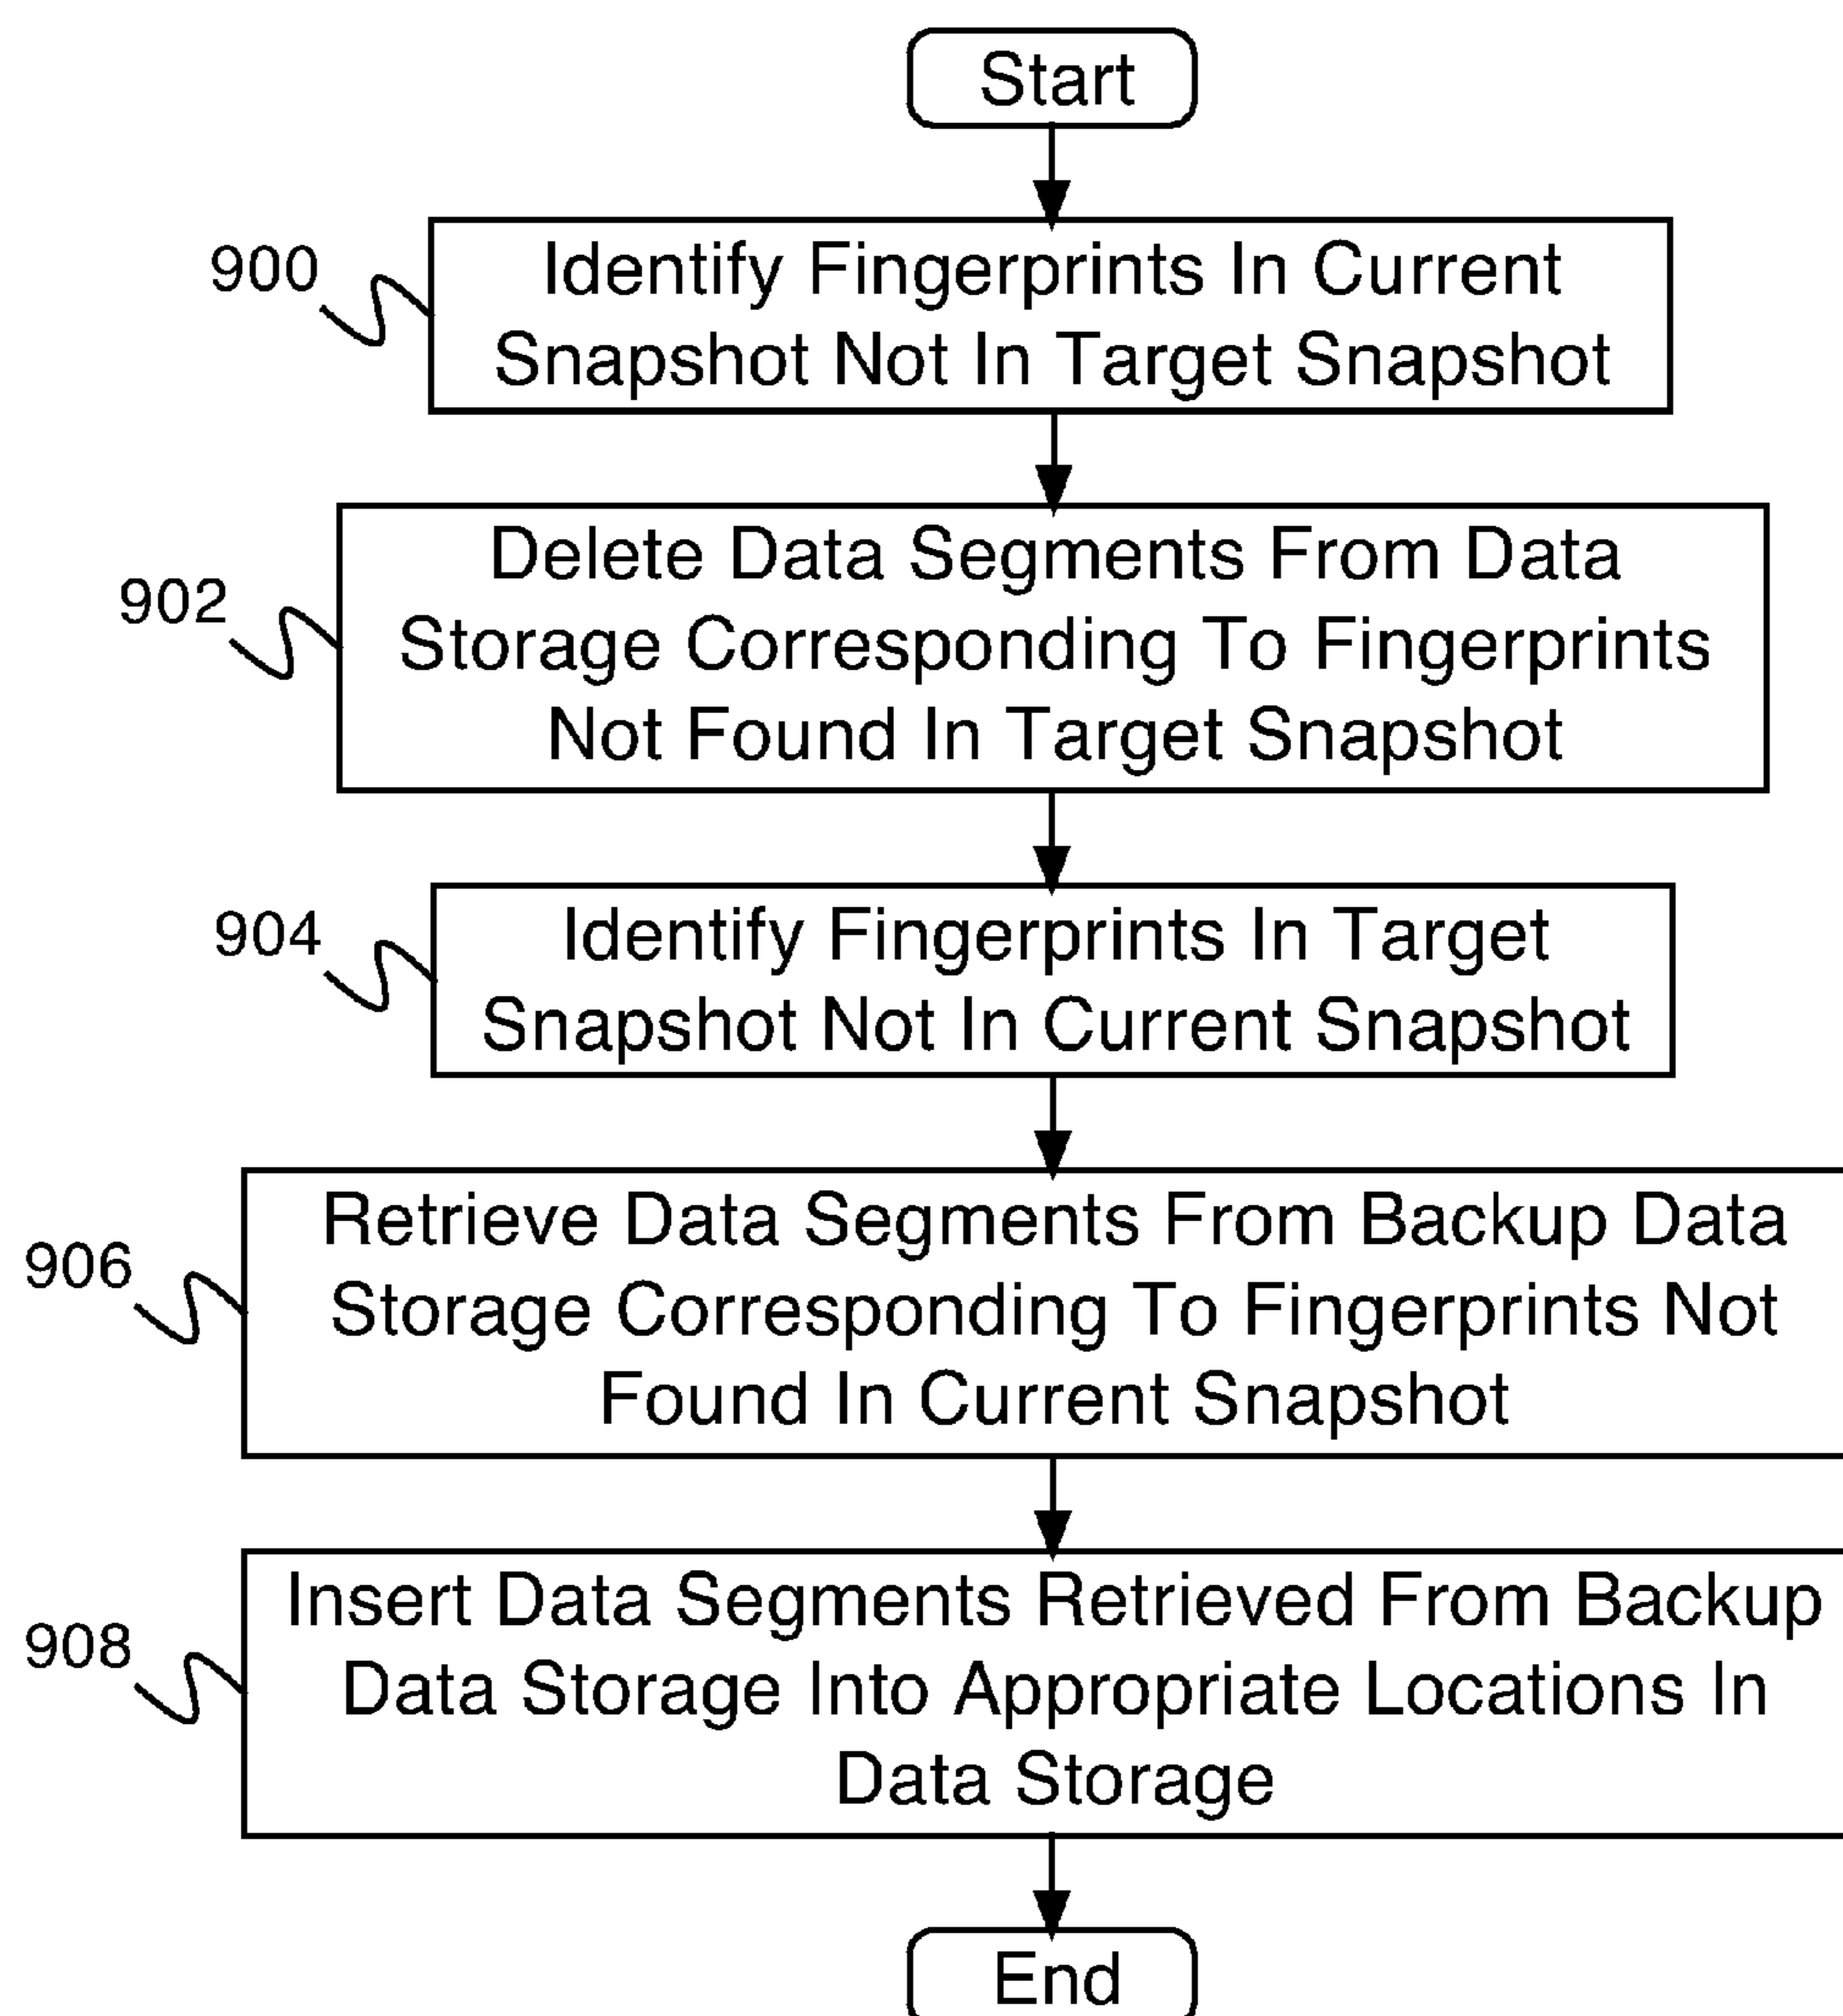 Start
900
Identify Fingerprints In Current
Snapshot Not In Target Snapshot
902
Delete Data Segments From Data
Storage Corresponding To Fingerprints
Not Found In Target Snapshot
904
Identify Fingerprints In Target
Snapshot Not In Current Snapshot
906
Retrieve Data Segments From Backup Data
Storage Corresponding To Fingerprints Not
Found In Current Snapshot
908
Insert Data Segments Retrieved From Backup
Data Storage Into Appropriate Locations In
Data Storage
End